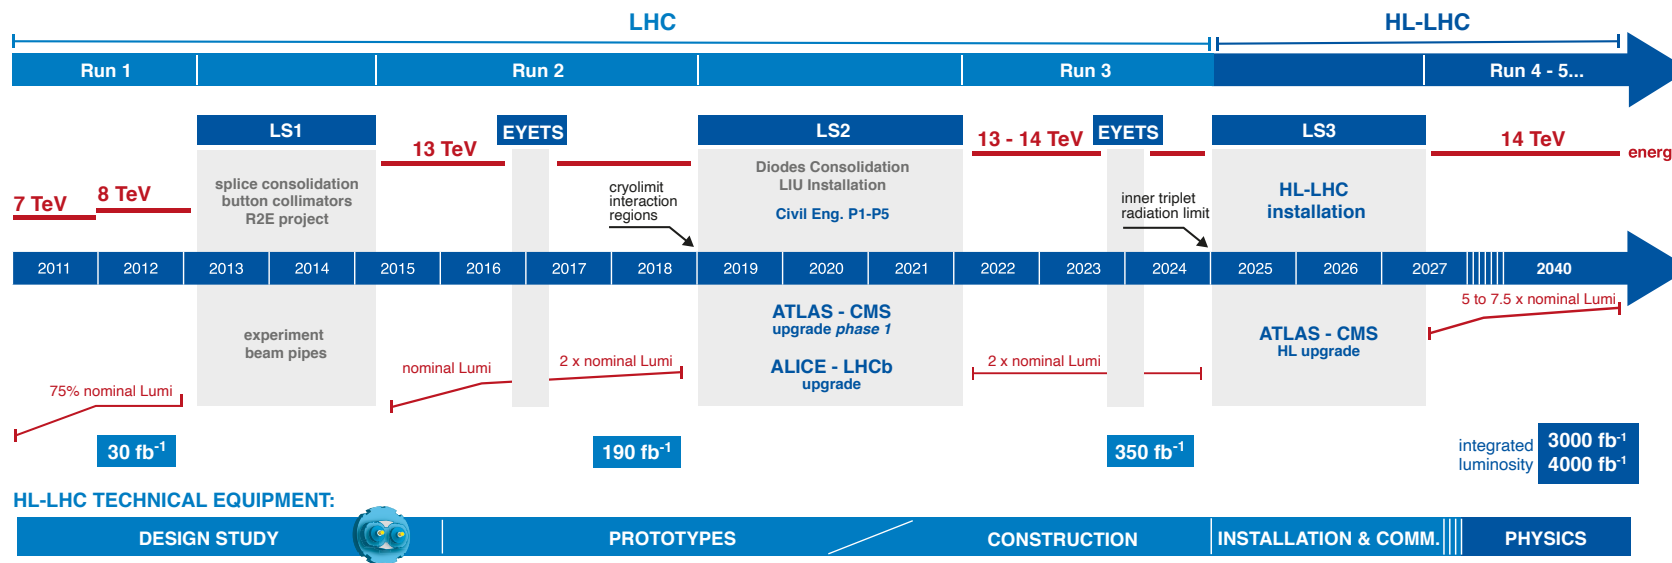 LHC
HL-LHC
Run 1
Run 2
Run 3
Run 4 - 5...
LS1
EYETS
LS2
EYETS
LS3
7 TeV
8 TeV
13 TeV
13 - 14 TeV
14 TeV
energ
splice consolidation
button collimators
R2E project
cryolimit
interaction
regions
Diodes Consolidation
LIU Installation
Civil Eng. P1-P5
inner triplet
radiation limit
HL-LHC
installation
2011 2012 2013 2014 2015 2016 2017 2018 2019 2020 2021 2022 2023 2024 2025 2026 2027 2040
experiment
beam pipes
75% nominal Lumi
nominal Lumi
2 x nominal Lumi
ATLAS - CMS
upgrade phase 1
ALICE - LHCb
upgrade
2 x nominal Lumi
ATLAS - CMS
HL upgrade
5 to 7.5 x nominal Lumi
30 fb⁻¹
190 fb⁻¹
350 fb⁻¹
integrated
luminosity
3000 fb⁻¹
4000 fb⁻¹
HL-LHC TECHNICAL EQUIPMENT:
DESIGN STUDY
PROTOTYPES
CONSTRUCTION
INSTALLATION & COMM.
PHYSICS